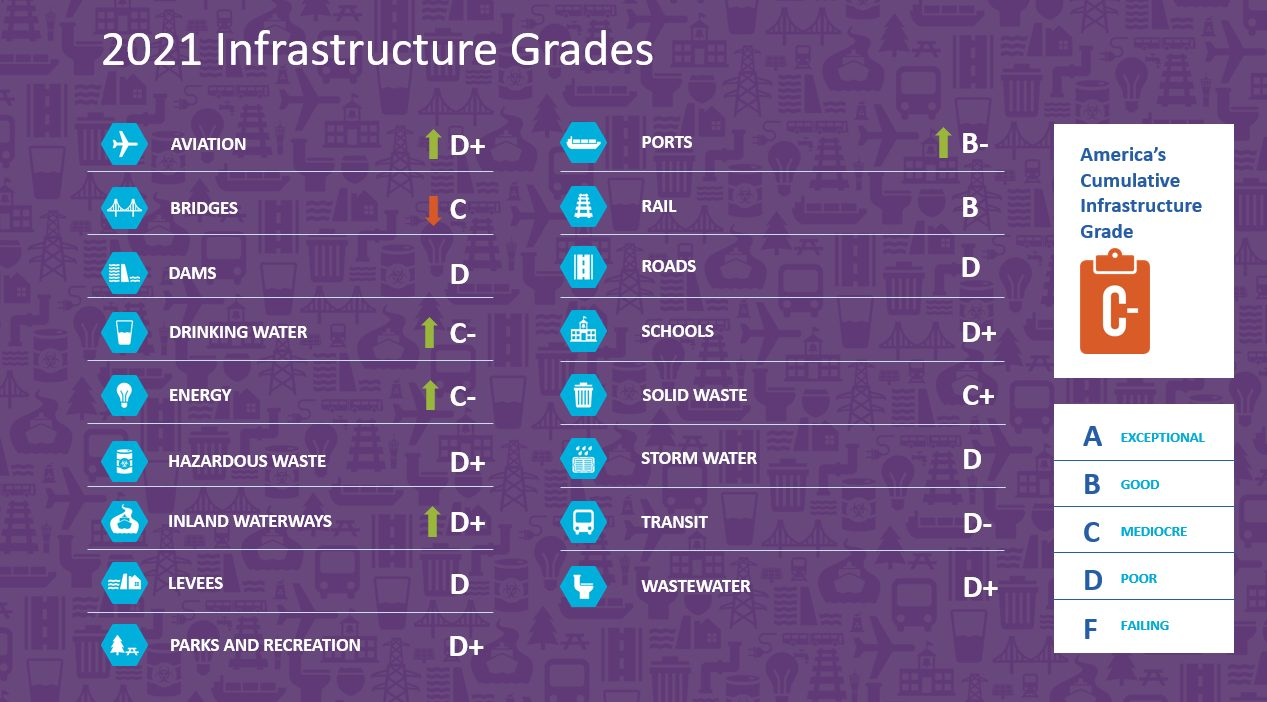 2021 Infrastructure Grades
AVIATION D+
BRIDGES C
DAMS D
DRINKING WATER C-
ENERGY C-
HAZARDOUS WASTE D+
INLAND WATERWAYS D+
LEVEES D
PARKS AND RECREATION D+
PORTS B-
RAIL B
ROADS D
SCHOOLS D+
SOLID WASTE C+
STORM WATER D
TRANSIT D-
WASTEWATER D+
America's
Cumulative
Infrastructure
Grade
C-
A EXCEPTIONAL
B GOOD
C MEDIOCRE
D POOR
F FAILING